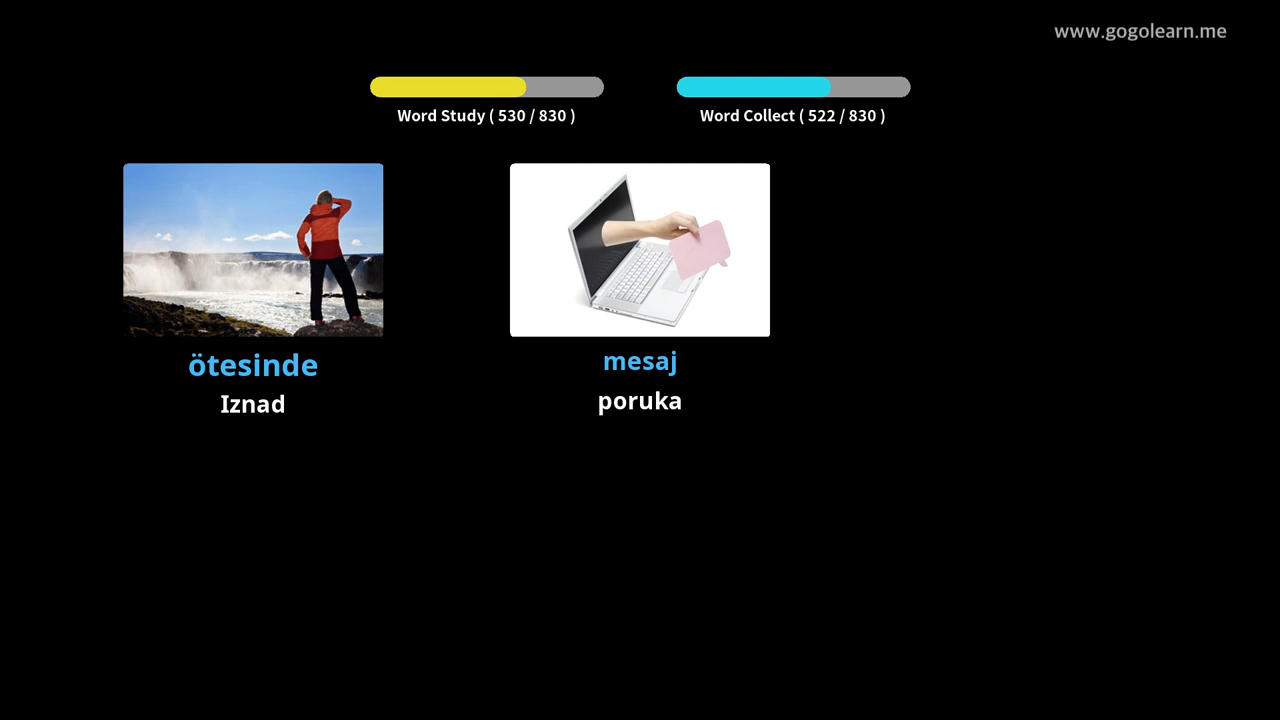 www.gogolearn.me
Word Study ( 530 / 830 )
Word Collect ( 522 / 830 )
ötesinde
Iznad
mesaj
poruka